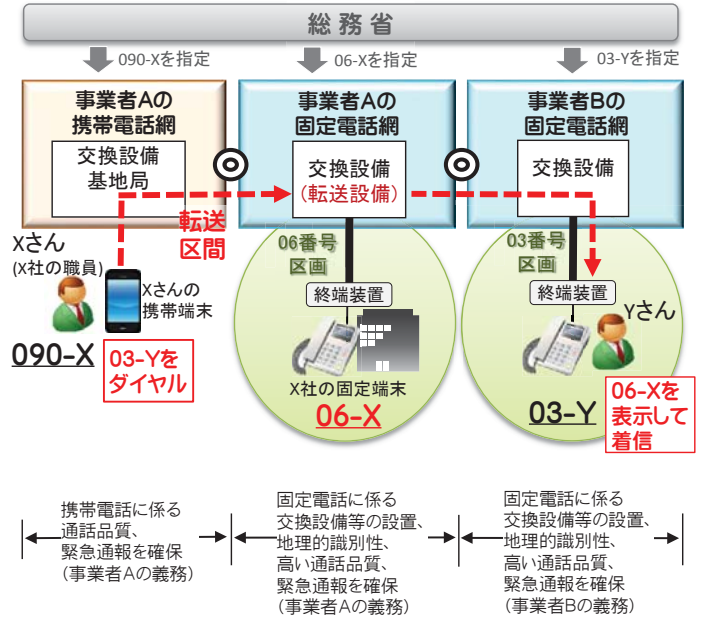 総務省
090-Xを指定
06-Xを指定
03-Yを指定
事業者Aの
携帯電話網
交換設備
基地局
事業者Aの
固定電話網
交換設備
(転送設備)
事業者Bの
固定電話網
交換設備
転送
区間
Xさん
(X社の職員)
Xさんの
携帯端末
090-X
03-Yを
ダイヤル
06番号
区画
終端装置
X社の固定端末
06-X
03番号
区画
終端装置
Yさん
03-Y
06-Xを
表示して
着信
携帯電話に係る
通話品質、
緊急通報を確保
(事業者Aの義務)
固定電話に係る
交換設備等の設置、
地理的識別性、
高い通話品質、
緊急通報を確保
(事業者Aの義務)
固定電話に係る
交換設備等の設置、
地理的識別性、
高い通話品質、
緊急通報を確保
(事業者Bの義務)